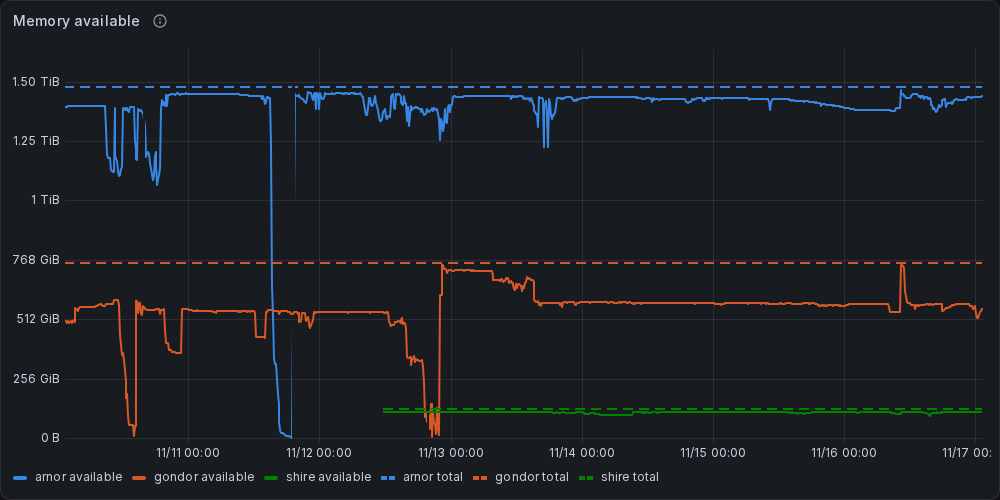 Memory available
1.50 TiB
1.25 TiB
1 TiB
768 GiB
512 GiB
256 GiB
0 B
11/11 00:00 11/12 00:00 11/13 00:00 11/14 00:00 11/15 00:00 11/16 00:00 11/17 00:
arnor available gondor available shire available arnor total gondor total shire total